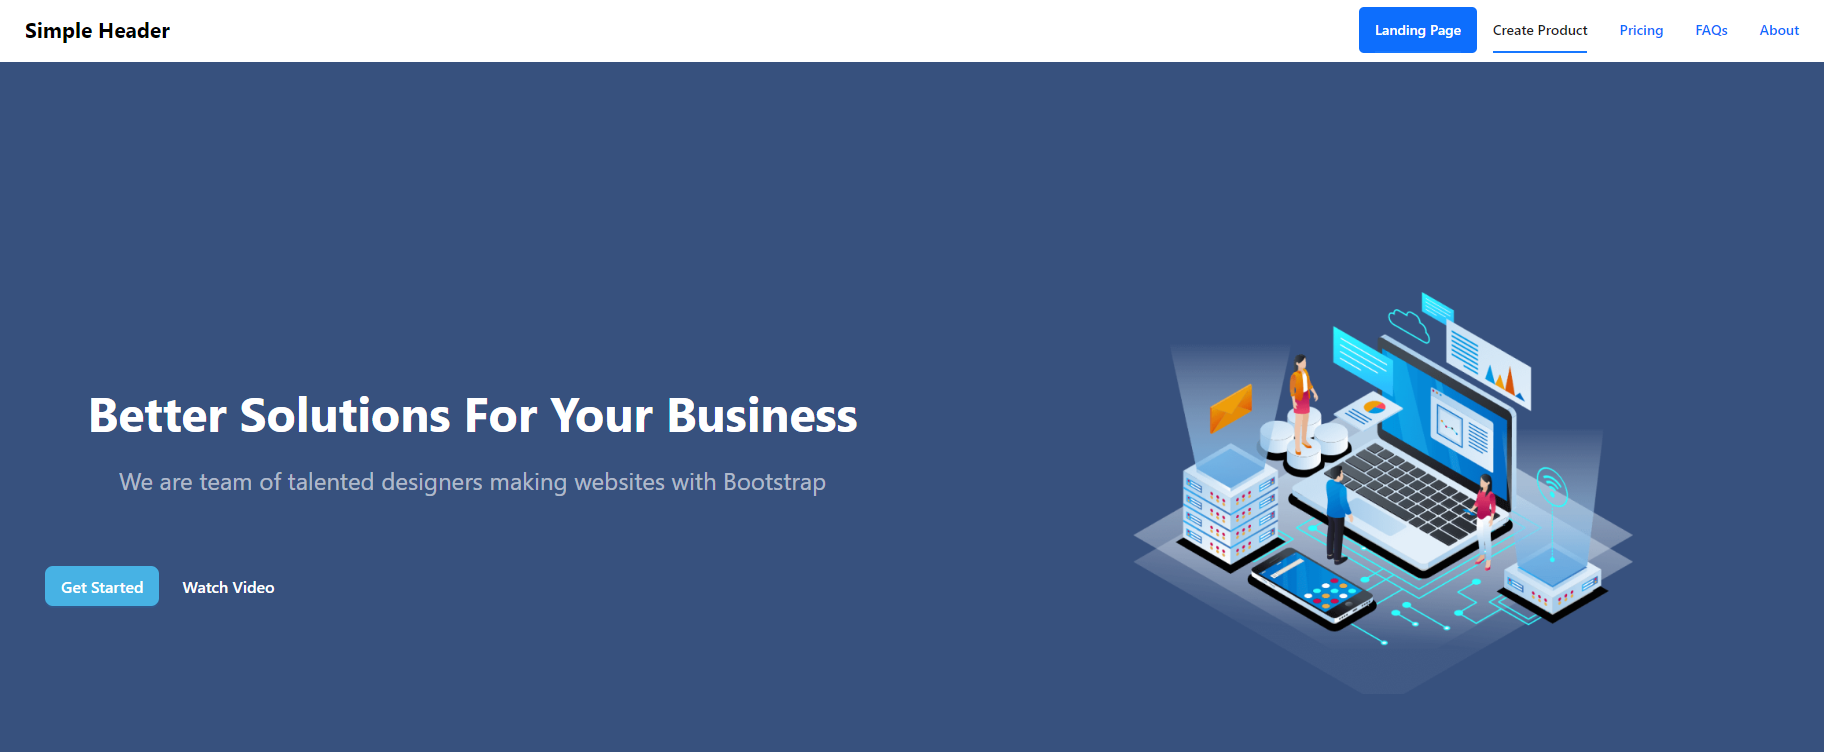 Simple Header
Landing Page
Create Product
Pricing
FAQs
About
Better Solutions For Your Business
We are team of talented designers making websites with Bootstrap
Get Started
Watch Video